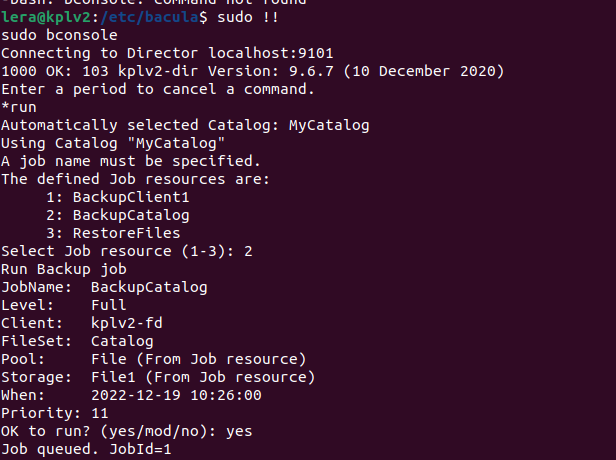 -bash: bconsole: command not found
lera@kplv2:/etc/bacula$ sudo !!
sudo bconsole
Connecting to Director localhost:9101
1000 OK: 103 kplv2-dir Version: 9.6.7 (10 December 2020)
Enter a period to cancel a command.
*run
Automatically selected Catalog: MyCatalog
Using Catalog "MyCatalog"
A job name must be specified.
The defined Job resources are:
1: BackupClient1
2: BackupCatalog
3: RestoreFiles
Select Job resource (1-3): 2
Run Backup job
JobName: BackupCatalog
Level: Full
Client: kplv2-fd
FileSet: Catalog
Pool: File (From Job resource)
Storage: File1 (From Job resource)
When: 2022-12-19 10:26:00
Priority: 11
OK to run? (yes/mod/no): yes
Job queued. JobId=1